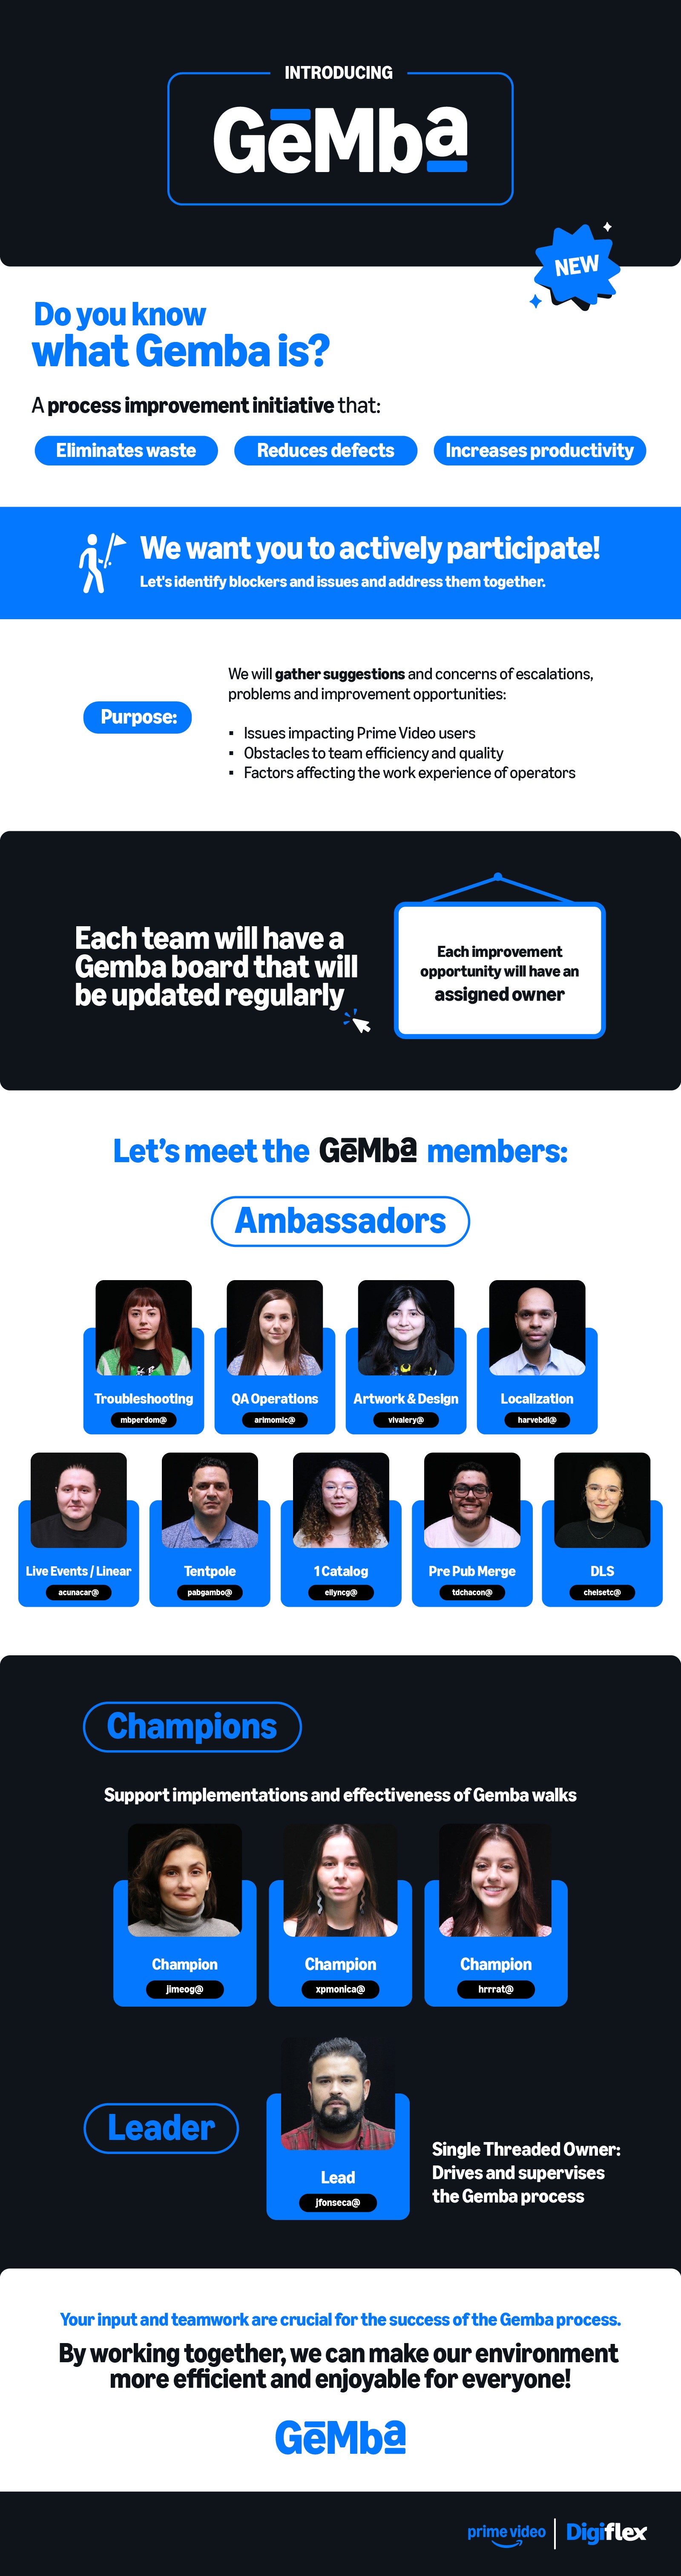 INTRODUCING
GeMba
NEW
Do you know
what Gemba is?
A process improvement initiative that:
Eliminates waste
Reduces defects
Increases productivity
We want you to actively participate!
Let's identify blockers and issues and address them together.
Purpose:
We will gather suggestions and concerns of escalations,
problems and improvement opportunities:
▪ Issues impacting Prime Video users
▪ Obstacles to team efficiency and quality
▪ Factors affecting the work experience of operators
Each team will have a
Gemba board that will
be updated regularly
Each improvement
opportunity will have an
assigned owner
Let's meet the GeMba members:
Ambassadors
Troubleshooting
mbperdom@
QA Operations
arimomic@
Artwork & Design
vivalery@
Localization
harvebdi@
Live Events / Linear
acunacar@
Tentpole
pabgambo@
1 Catalog
eilyncg@
Pre Pub Merge
tdchacon@
DLS
chelsetc@
Champions
Support implementations and effectiveness of Gemba walks
Champion
jimeog@
Champion
xpmonica@
Champion
hrrrat@
Leader
Lead
jfonseca@
Single Threaded Owner:
Drives and supervises
the Gemba process
Your input and teamwork are crucial for the success of the Gemba process.
By working together, we can make our environment
more efficient and enjoyable for everyone!
GeMba
prime video
Digiflex